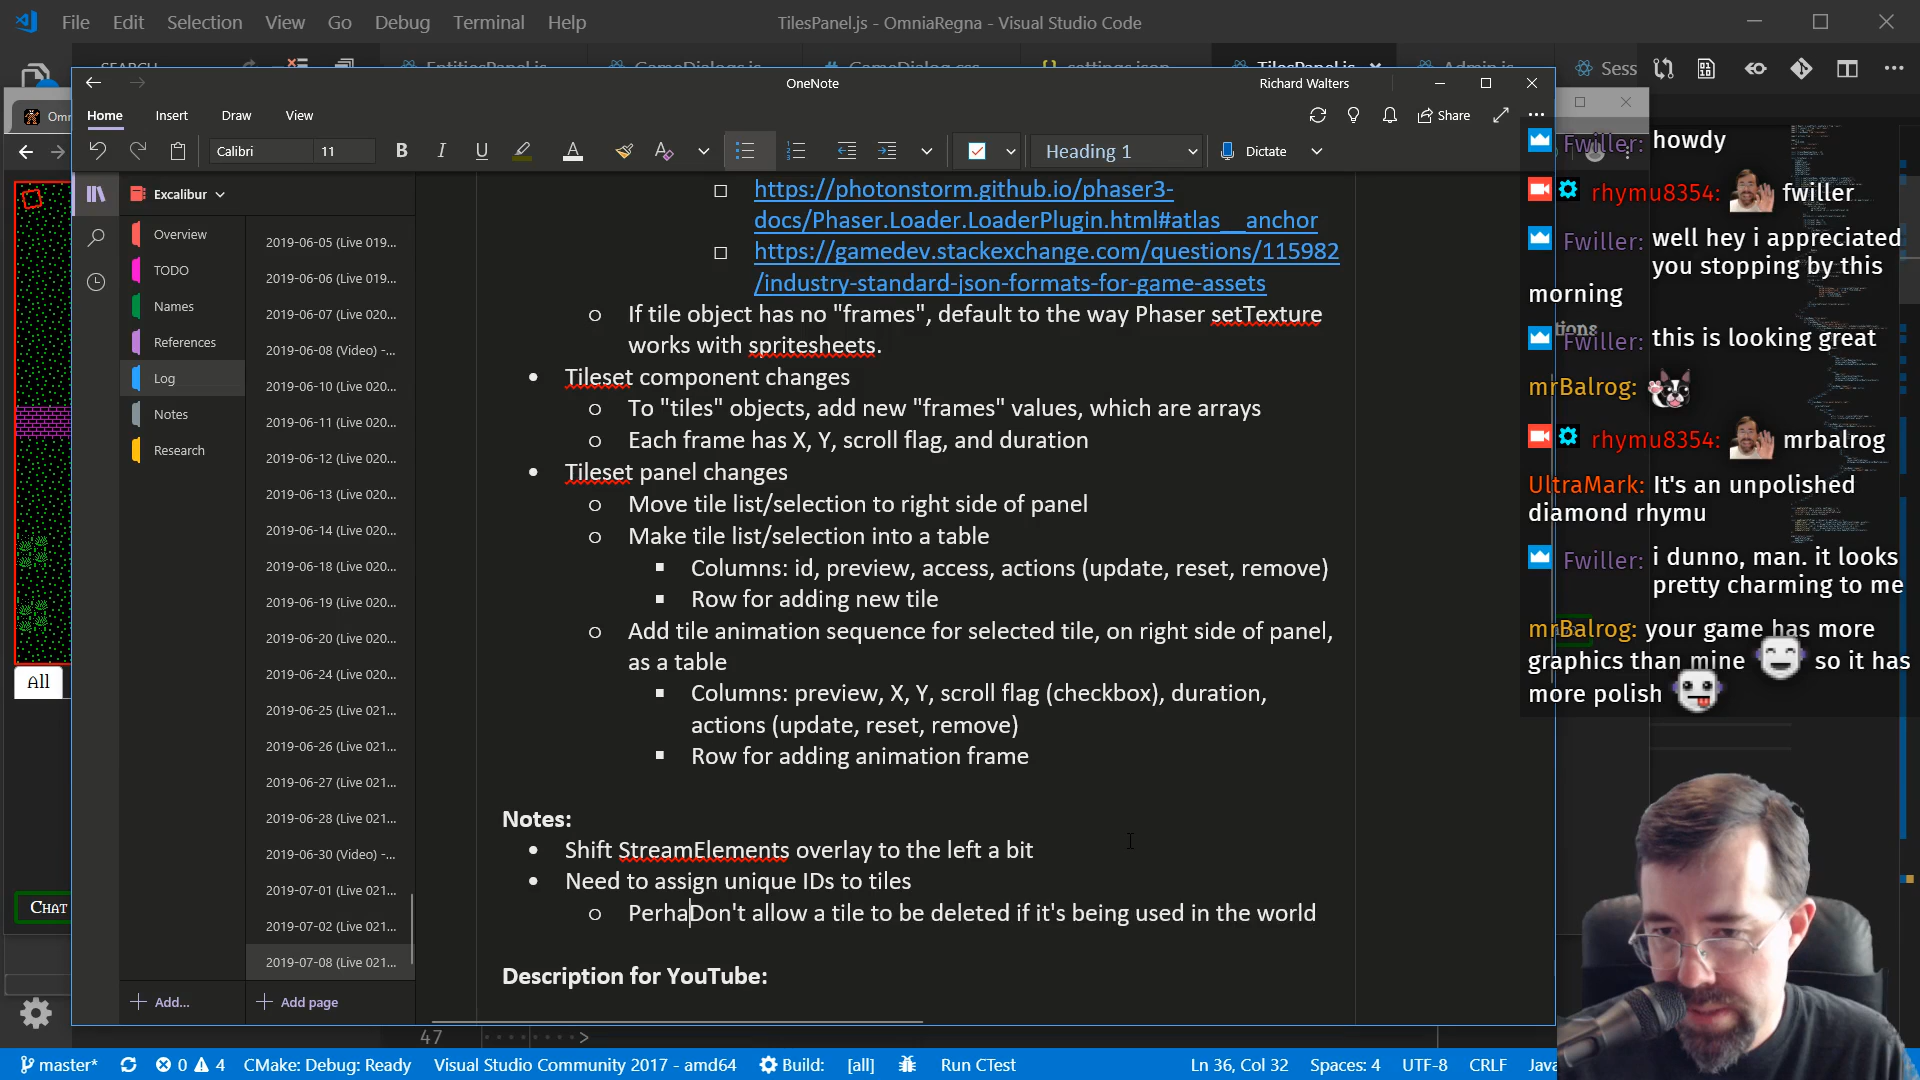 File Edit Selection View Go Debug Terminal Help
TilesPanel.js - OmniaRegna - Visual Studio Code
OneNote
Richard Walters
Home Insert Draw View
Share
Calibri 11 B I U A Heading 1 Dictate
Excalibur
Overview
TODO
Names
References
Log
Notes
Research
Add...
2019-06-05 (Live 019...
2019-06-06 (Live 019...
2019-06-07 (Live 020...
2019-06-08 (Video) -...
2019-06-10 (Live 020...
2019-06-11 (Live 020...
2019-06-12 (Live 020...
2019-06-13 (Live 020...
2019-06-14 (Live 020...
2019-06-18 (Live 020...
2019-06-19 (Live 020...
2019-06-20 (Live 020...
2019-06-24 (Live 020...
2019-06-25 (Live 021...
2019-06-26 (Live 021...
2019-06-27 (Live 021...
2019-06-28 (Live 021...
2019-06-30 (Video) -...
2019-07-01 (Live 021...
2019-07-02 (Live 021...
2019-07-08 (Live 021...
Add page
https://photonstorm.github.io/phaser3-
docs/Phaser.Loader.LoaderPlugin.html#atlas__anchor
https://gamedev.stackexchange.com/questions/115982
/industry-standard-json-formats-for-game-assets
If tile object has no "frames", default to the way Phaser setTexture
works with spritesheets.
Tileset component changes
To "tiles" objects, add new "frames" values, which are arrays
Each frame has X, Y, scroll flag, and duration
Tileset panel changes
Move tile list/selection to right side of panel
Make tile list/selection into a table
Columns: id, preview, access, actions (update, reset, remove)
Row for adding new tile
Add tile animation sequence for selected tile, on right side of panel,
as a table
Columns: preview, X, Y, scroll flag (checkbox), duration,
actions (update, reset, remove)
Row for adding animation frame
Notes:
Shift StreamElements overlay to the left a bit
Need to assign unique IDs to tiles
PerhaDon't allow a tile to be deleted if it's being used in the world
Description for YouTube:
Fwiller: howdy
rhymu8354: fwiller
Fwiller: well hey i appreciated
you stopping by this
morning
Fwiller: this is looking great
mrBalrog:
rhymu8354: mrbalrog
UltraMark: It's an unpolished
diamond rhymu
Fwiller: i dunno, man. it looks
pretty charming to me
mrBalrog: your game has more
graphics than mine so it has
more polish
All
CHAT
Sess
47 >
master* 0 4 CMake: Debug: Ready Visual Studio Community 2017 - amd64 Build: [all] Run CTest Ln 36, Col 32 Spaces: 4 UTF-8 CRLF Java